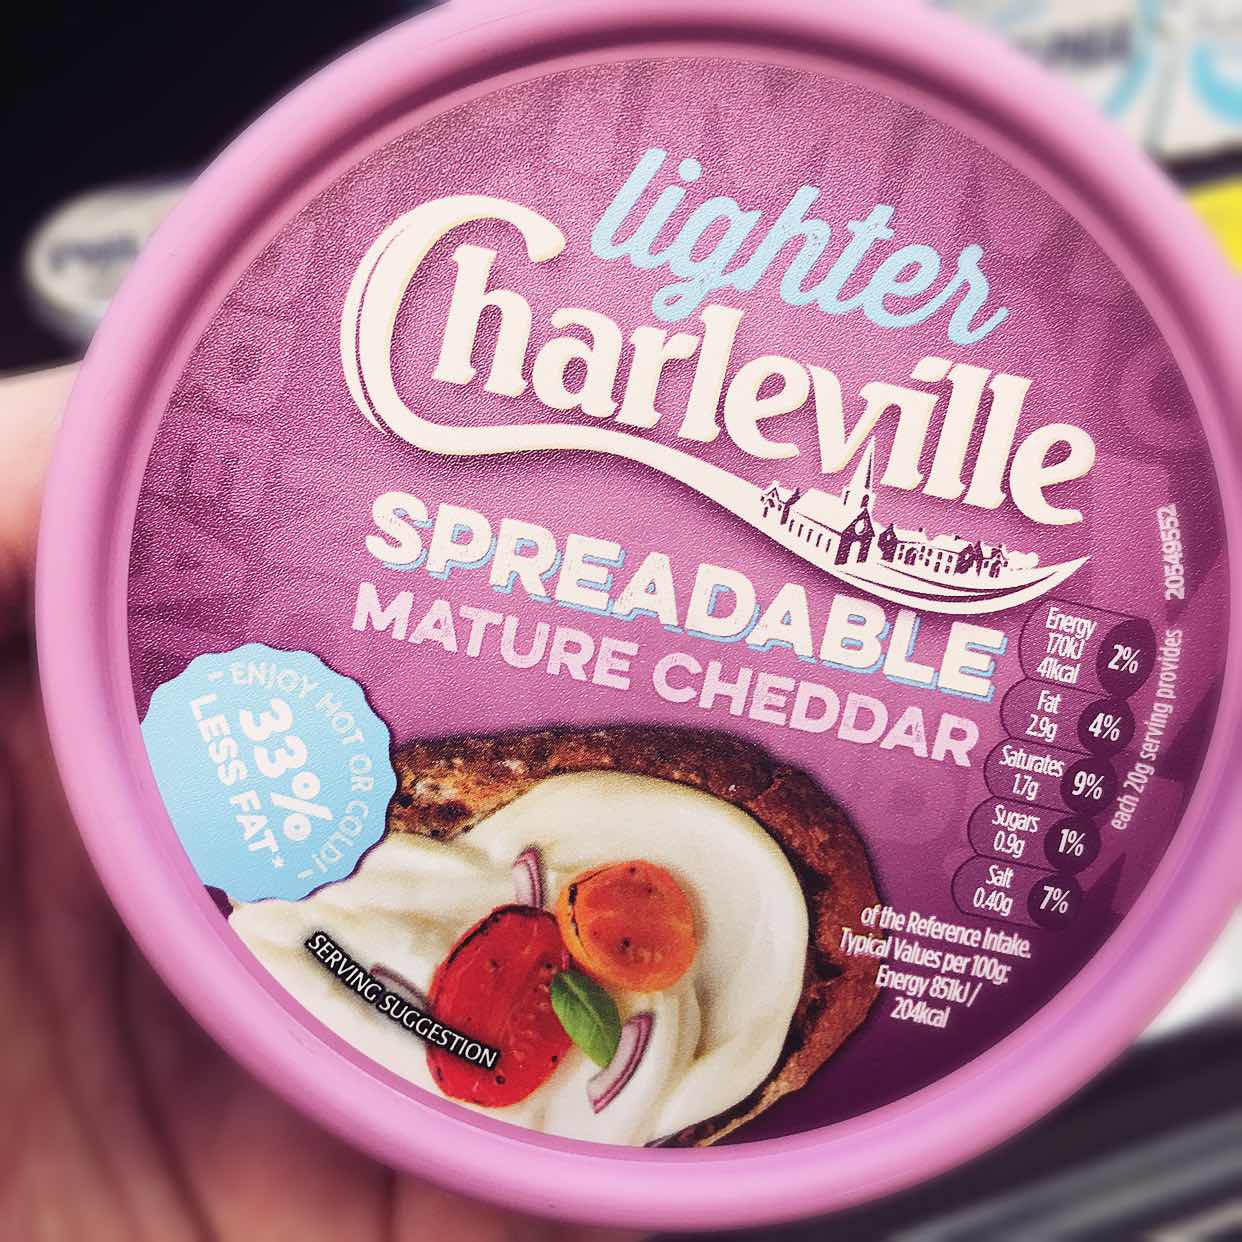 lighter
Charleville
SPREADABLE
MATURE CHEDDAR
- ENJOY HOT OR COLD! -
33%
LESS FAT*
SERVING SUGGESTION
Energy
170kJ
41kcal
2%
Fat
2.9g
4%
Saturates
1.7g
9%
Sugars
0.9g
1%
Salt
0.40g
7%
of the Reference Intake.
Typical Values per 100g:
Energy 851kJ /
204kcal
each 20g serving provides
20549552